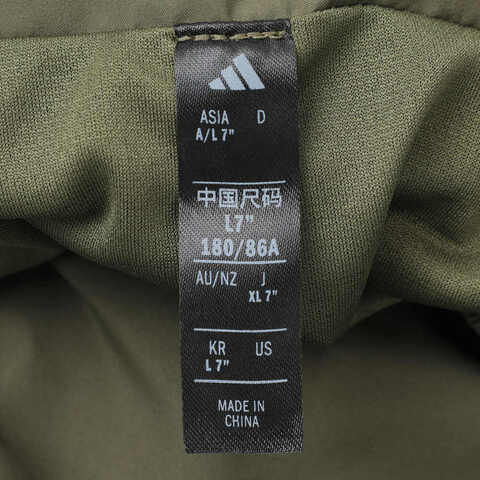 ASIA D
A/L 7"
中国尺码
L7"
180/86A
AU/NZ J
XL 7"
KR US
L 7"
MADE IN
CHINA